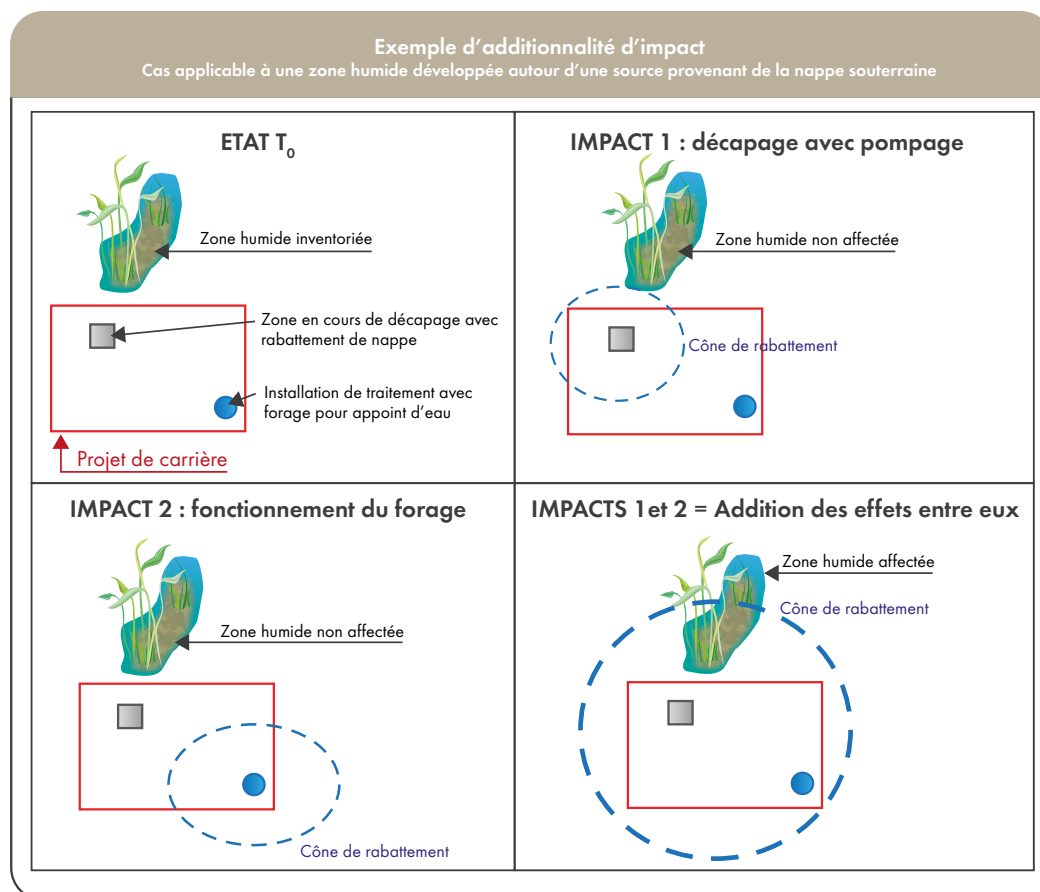 Exemple d'additionnalité d'impact
Cas applicable à une zone humide développée autour d'une source provenant de la nappe souterraine
ETAT T0
Zone humide inventoriée
Zone en cours de décapage avec
rabattement de nappe
Installation de traitement avec
forage pour appoint d'eau
Projet de carrière
IMPACT 1 : décapage avec pompage
Zone humide non affectée
Cône de rabattement
IMPACT 2 : fonctionnement du forage
Zone humide non affectée
Cône de rabattement
IMPACTS 1et 2 = Addition des effets entre eux
Zone humide affectée
Cône de rabattement